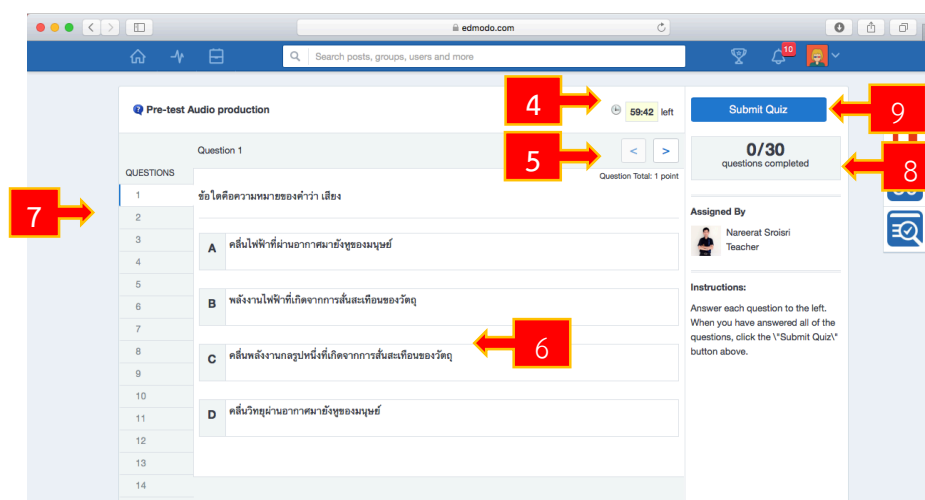 edmodo.com
Search posts, groups, users and more
10
Pre-test Audio production
4
59:42 left
Submit Quiz
9
Question 1
5
< >
0/30
questions completed
8
QUESTIONS
Question Total: 1 point
7
1
ข้อใดคือความหมายของคำว่า เสียง
2
3
A คลื่นไฟฟ้าที่ผ่านอากาศมายังหูของมนุษย์
4
5
6
B พลังงานไฟฟ้าที่เกิดจากการสั่นสะเทือนของวัตถุ
7
8
C คลื่นพลังงานกลรูปหนึ่งที่เกิดจากการสั่นสะเทือนของวัตถุ
6
9
10
11
D คลื่นวิทยุผ่านอากาศมายังหูของมนุษย์
12
13
14
Assigned By
Nareerat Sroisri
Teacher
Instructions:
Answer each question to the left.
When you have answered all of the
questions, click the \"Submit Quiz\"
button above.